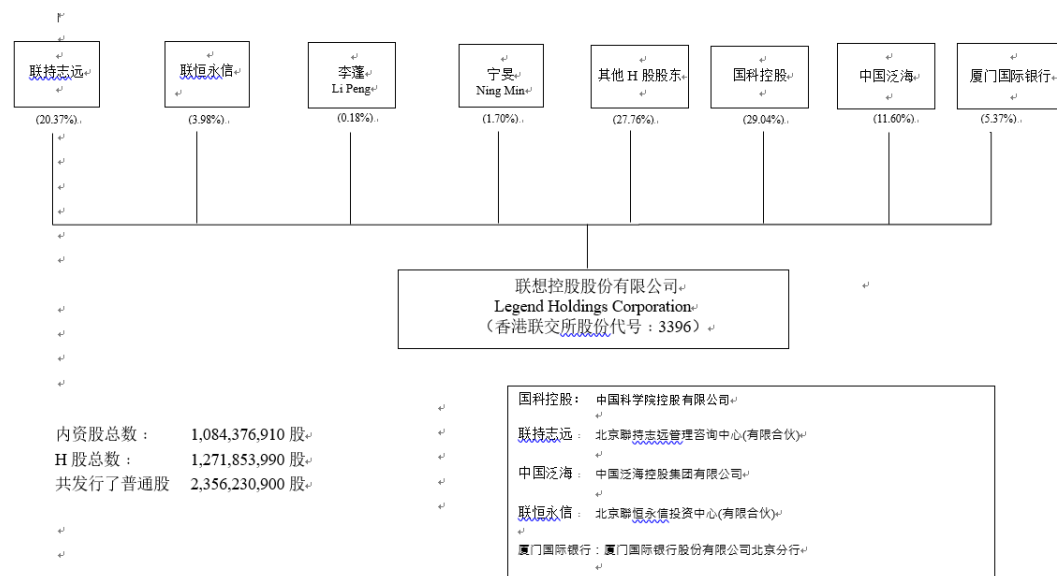 联持志远
联恒永信
李蓬
Li Peng
宁旻
Ning Min
其他 H 股股东
国科控股
中国泛海
厦门国际银行
(20.37%)
(3.98%)
(0.18%)
(1.70%)
(27.76%)
(29.04%)
(11.60%)
(5.37%)
联想控股股份有限公司
Legend Holdings Corporation
（香港联交所股份代号：3396）
内资股总数： 1,084,376,910 股
H 股总数： 1,271,853,990 股
共发行了普通股 2,356,230,900 股
国科控股： 中国科学院控股有限公司
联持志远： 北京聯持志远管理咨询中心(有限合伙)
中国泛海： 中国泛海控股集团有限公司
联恒永信： 北京聯恒永信投资中心(有限合伙)
厦门国际银行：厦门国际银行股份有限公司北京分行